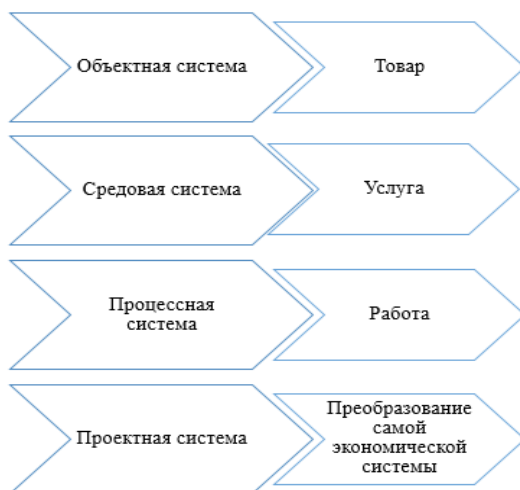 Объектная система
Товар
Средовая система
Услуга
Процессная
система
Работа
Проектная система
Преобразование
самой
экономической
системы